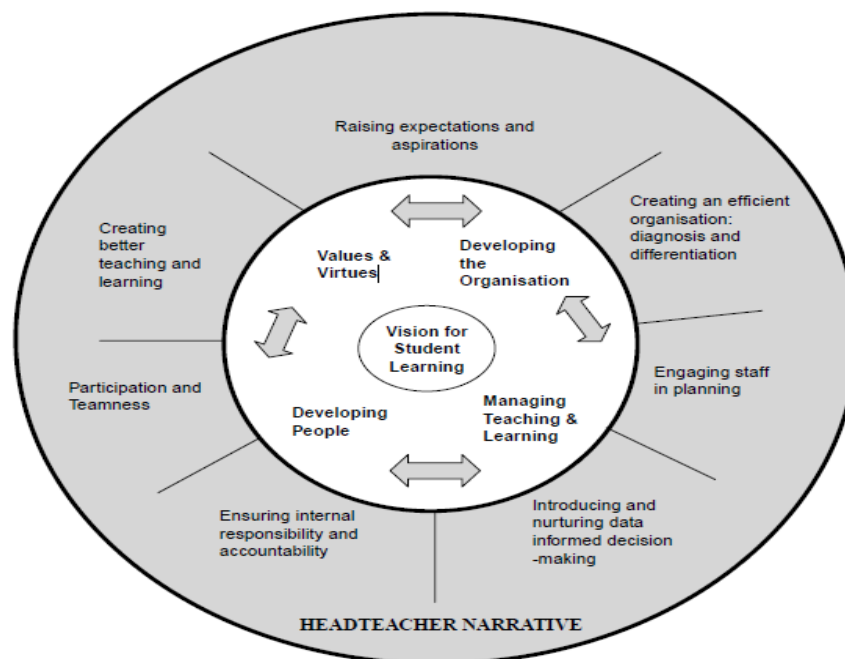 Raising expectations and
aspirations
Creating an efficient
organisation:
diagnosis and
differentiation
Engaging staff
in planning
Introducing and
nurturing data
informed decision
-making
Ensuring internal
responsibility and
accountability
Participation and
Teamness
Creating
better
teaching and
learning
Values &
Virtues
Developing
the
Organisation
Vision for
Student
Learning
Developing
People
Managing
Teaching &
Learning
HEADTEACHER NARRATIVE